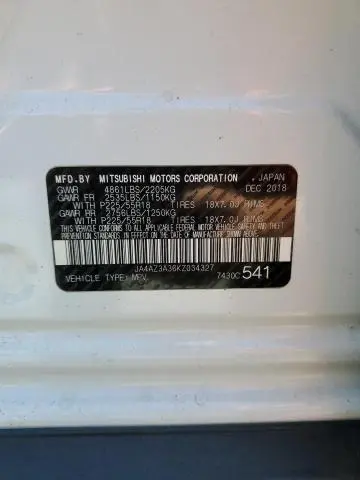 MFD.BY MITSUBISHI MOTORS CORPORATION , JAPAN
GVWR 4861LBS/2205KG DEC 2018
GAWR FR 2535LBS/1150KG
WITH P225/55R18 TIRES 18X7.0J RIMS
GAWR RR 2756LBS/1250KG
WITH P225/55R18 TIRES 18X7.0J RIMS
THIS VEHICLE CONFORMS TO ALL APPLICABLE FEDERAL
MOTOR VEHICLE SAFETY STANDARDS IN EFFECT ON
THE DATE OF MANUFACTURE SHOWN ABOVE.
JA4AZ3A36KZ034327 7430C 541
VEHICLE TYPE: MPV